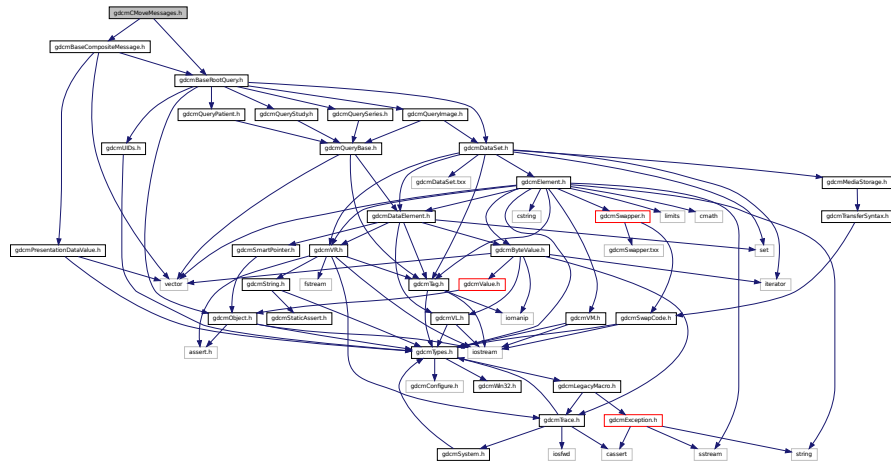 gdcmCMoveMessages.h
gdcmBaseCompositeMessage.h
gdcmBaseRootQuery.h
gdcmQueryPatient.h
gdcmQueryStudy.h
gdcmQuerySeries.h
gdcmQueryImage.h
gdcmUIDs.h
gdcmQueryBase.h
gdcmDataSet.h
gdcmDataSet.txx
gdcmElement.h
gdcmMediaStorage.h
gdcmDataElement.h
cstring
gdcmSwapper.h
limits
cmath
gdcmTransferSyntax.h
gdcmPresentationDataValue.h
gdcmSmartPointer.h
gdcmVR.h
gdcmByteValue.h
gdcmSwapper.txx
set
vector
gdcmString.h
fstream
gdcmTag.h
gdcmValue.h
iterator
gdcmObject.h
gdcmStaticAssert.h
gdcmVL.h
iomanip
gdcmVM.h
gdcmSwapCode.h
assert.h
gdcmTypes.h
iostream
gdcmConfigure.h
gdcmWin32.h
gdcmLegacyMacro.h
gdcmTrace.h
gdcmException.h
gdcmSystem.h
iosfwd
cassert
sstream
string